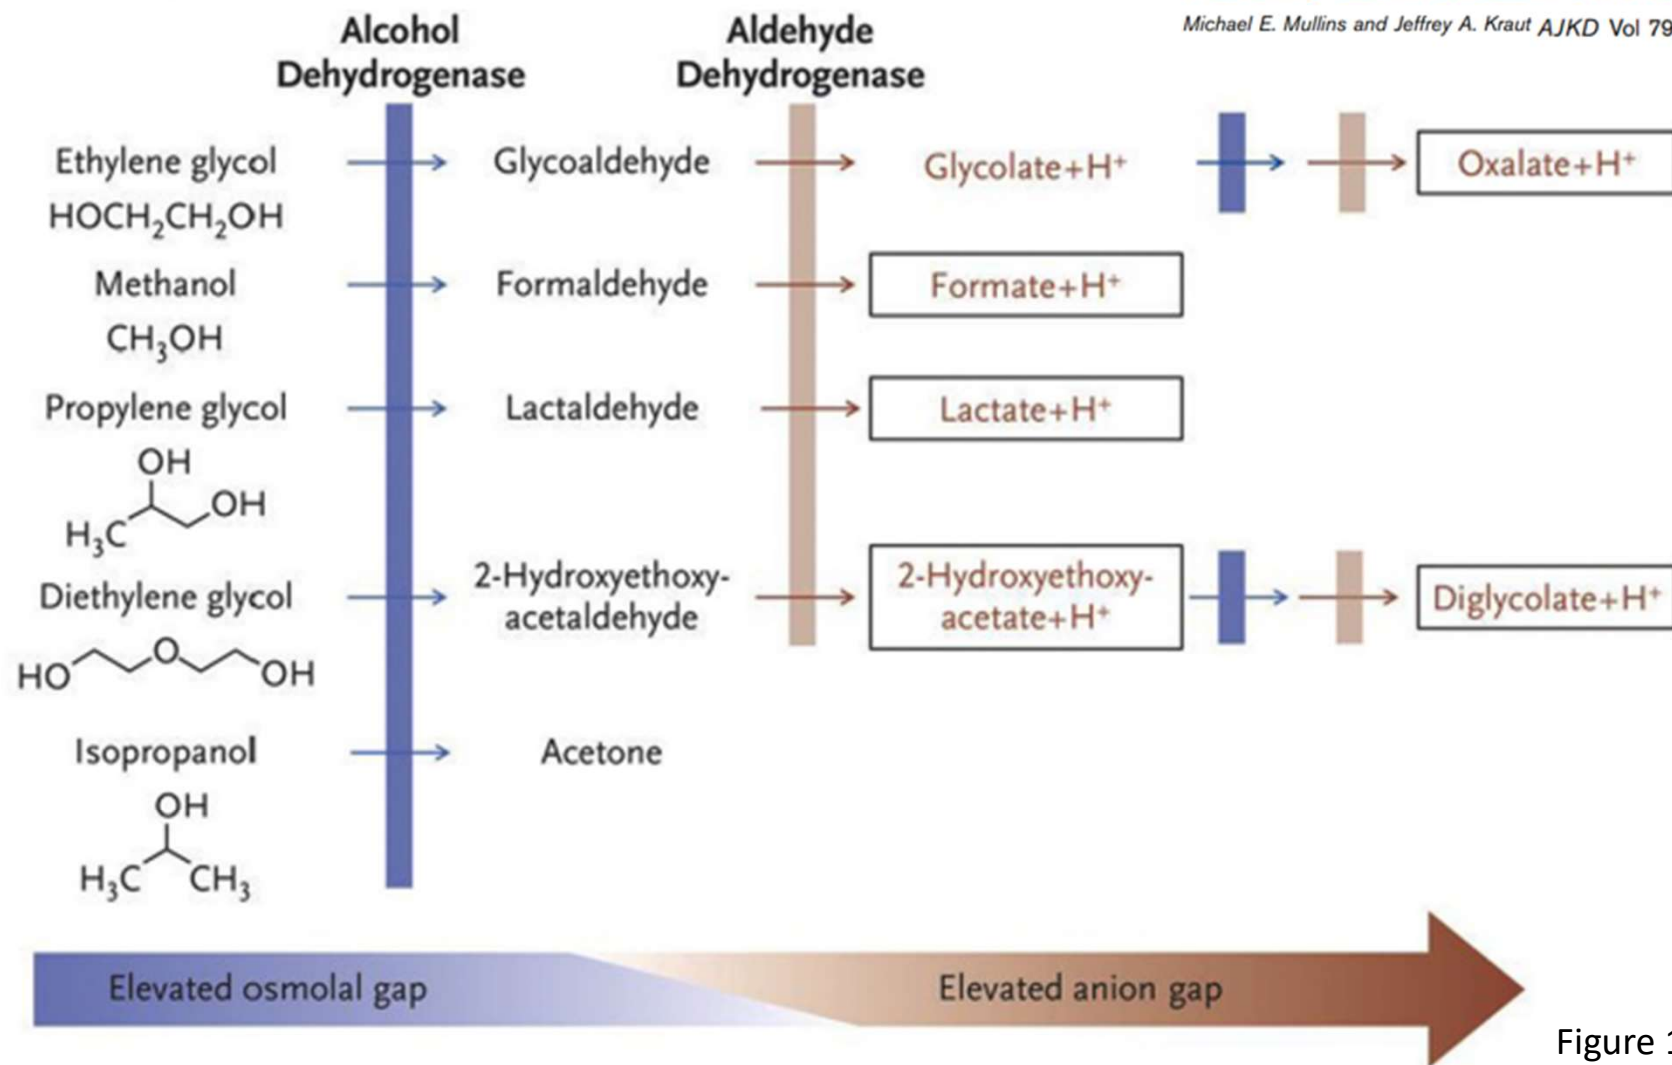 Alcohol
Dehydrogenase
Aldehyde
Dehydrogenase
Michael E. Mullins and Jeffrey A. Kraut AJKD Vol 79
Ethylene glycol
Glycoaldehyde
Glycolate+H⁺
Oxalate+H⁺
HOCH₂CH₂OH
Methanol
Formaldehyde
Formate+H⁺
CH₃OH
Propylene glycol
Lactaldehyde
Lactate+H⁺
OH
OH
H₃C
Diethylene glycol
2-Hydroxyethoxy-
acetaldehyde
2-Hydroxyethoxy-
acetate+H⁺
Diglycolate+H⁺
HO
O
OH
Isopropanol
Acetone
OH
H₃C
CH₃
Elevated osmolal gap
Elevated anion gap
Figure 1